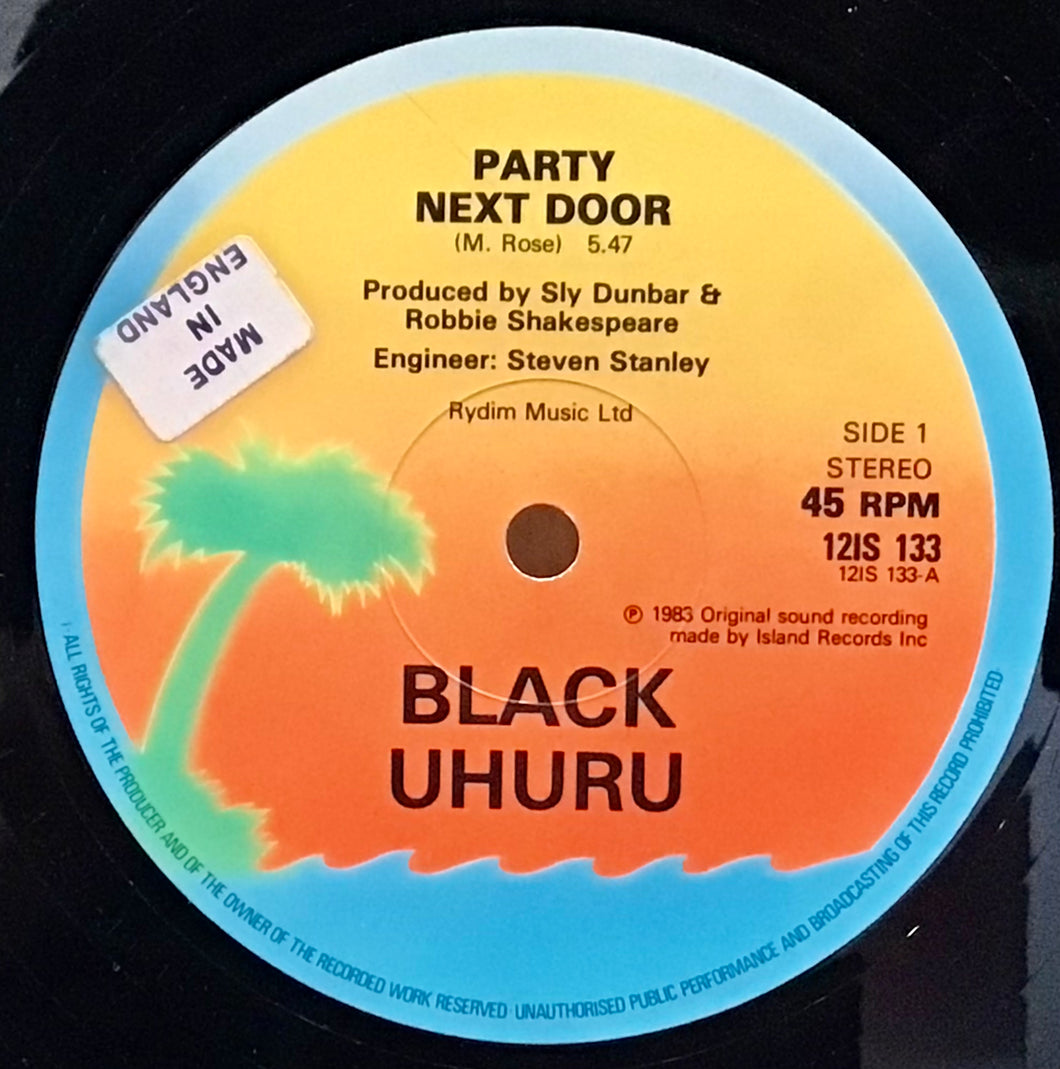 PARTY
NEXT DOOR
(M. Rose) 5.47
Produced by Sly Dunbar &
Robbie Shakespeare
Engineer: Steven Stanley
Rydim Music Ltd
MADE
IN
ENGLAND
SIDE 1
STEREO
45 RPM
12IS 133
12IS 133-A
℗ 1983 Original sound recording
made by Island Records Inc
BLACK
UHURU
ALL RIGHTS OF THE PRODUCER AND OF THE OWNER OF THE RECORDED WORK RESERVED · UNAUTHORISED PUBLIC PERFORMANCE AND BROADCASTING OF THIS RECORD PROHIBITED·